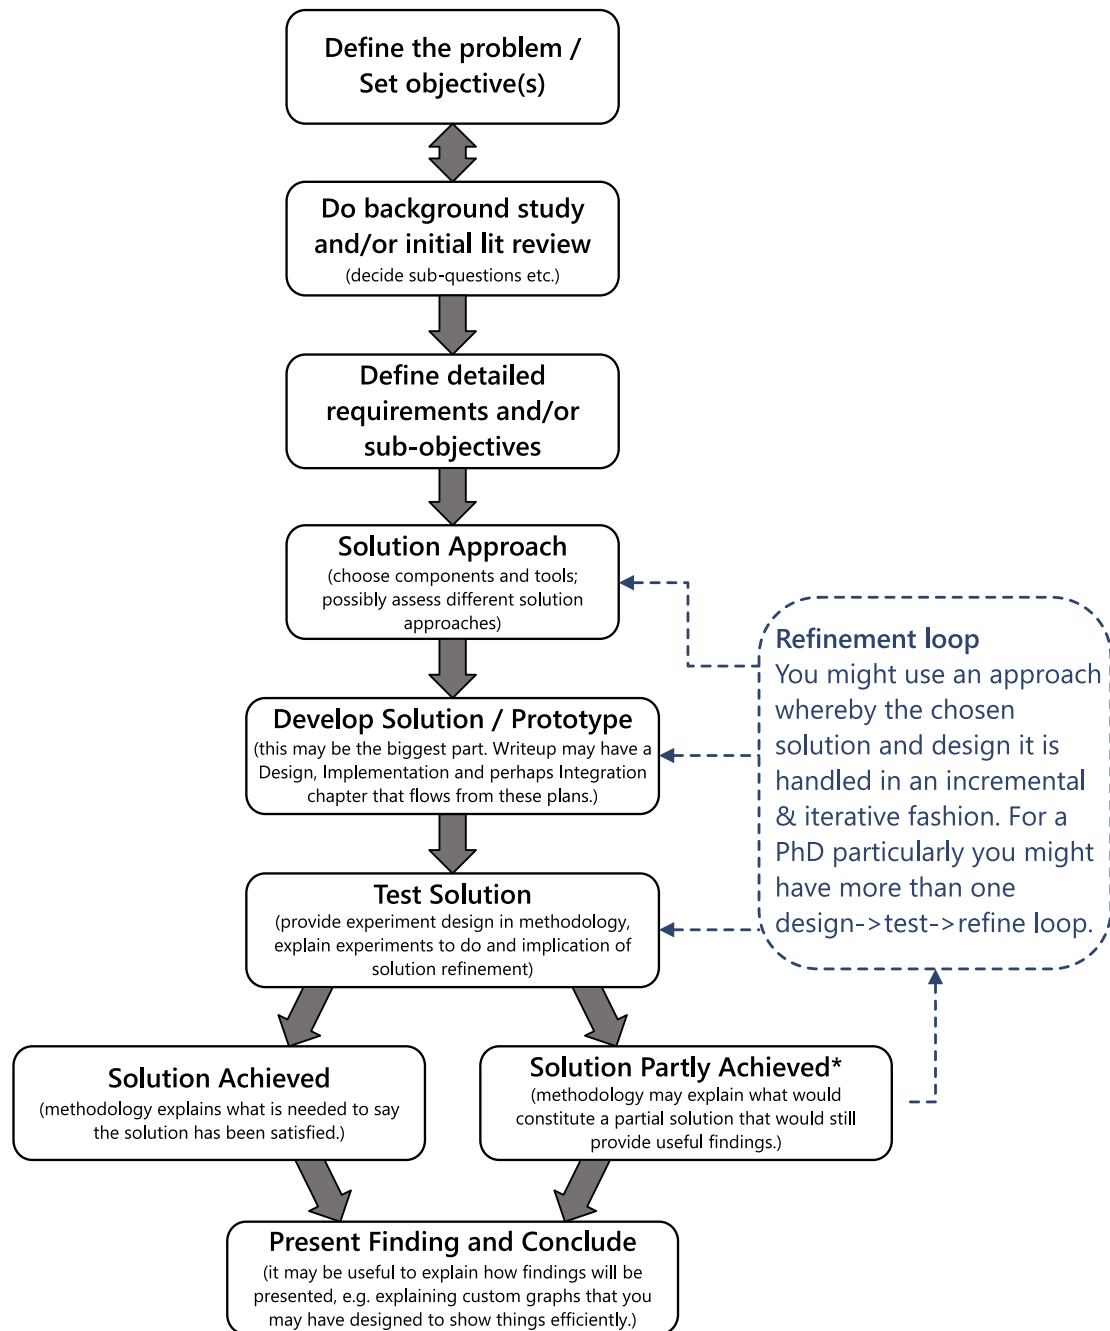 Define the problem /
Set objective(s)
Do background study
and/or initial lit review
(decide sub-questions etc.)
Define detailed
requirements and/or
sub-objectives
Solution Approach
(choose components and tools;
possibly assess different solution
approaches)
Develop Solution / Prototype
(this may be the biggest part. Writeup may have a
Design, Implementation and perhaps Integration
chapter that flows from these plans.)
Test Solution
(provide experiment design in methodology,
explain experiments to do and implication of
solution refinement)
Refinement loop
You might use an approach
whereby the chosen
solution and design it is
handled in an incremental
& iterative fashion. For a
PhD particularly you might
have more than one
design->test->refine loop.
Solution Achieved
(methodology explains what is needed to say
the solution has been satisfied.)
Solution Partly Achieved*
(methodology may explain what would
constitute a partial solution that would still
provide useful findings.)
Present Finding and Conclude
(it may be useful to explain how findings will be
presented, e.g. explaining custom graphs that you
may have designed to show things efficiently.)